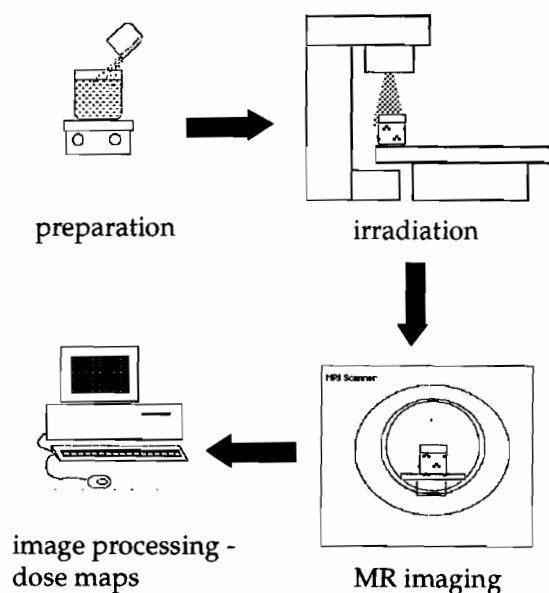 preparation
irradiation
MRI Scanner
MR imaging
image processing -
dose maps